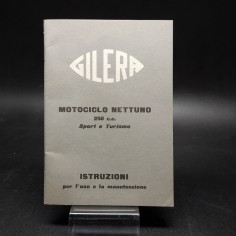 GILERA
MOTOCICLO NETTUNO
250 c.c.
Sport e Turismo
ISTRUZIONI
per l'uso e la manutenzione